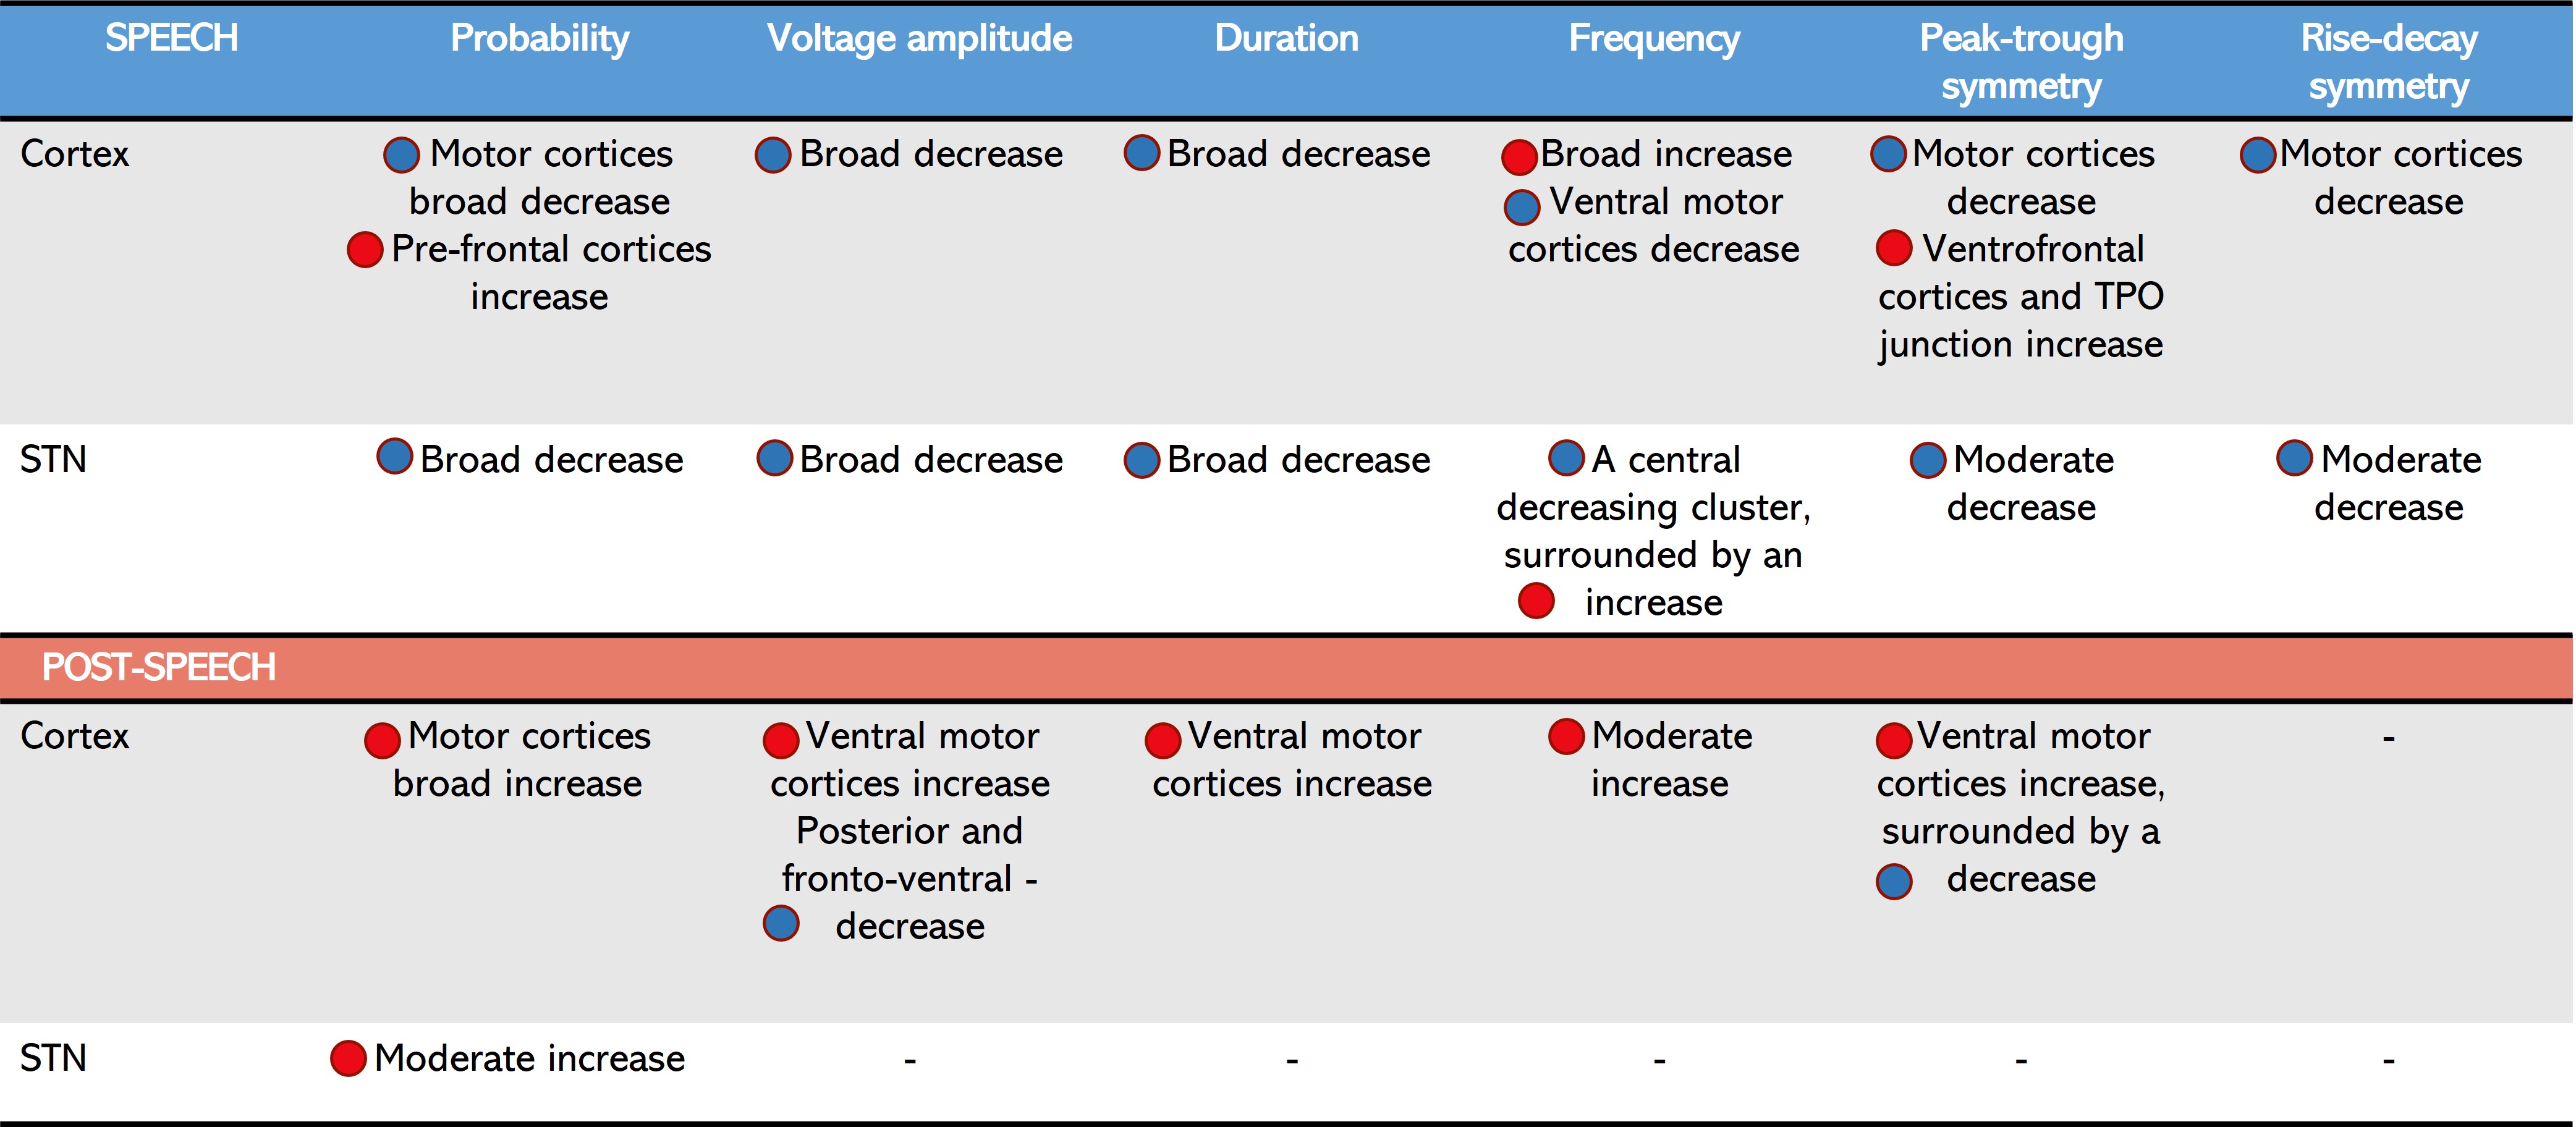 SPEECH Probability Voltage amplitude Duration Frequency Peak-trough Rise-decay
symmetry symmetry
Cortex Motor cortices Broad decrease Broad decrease Broad increase Motor cortices Motor cortices
broad decrease Ventral motor decrease decrease
Pre-frontal cortices cortices decrease Ventrofrontal
increase cortices and TPO
junction increase
STN Broad decrease Broad decrease Broad decrease A central Moderate Moderate
decreasing cluster, decrease decrease
surrounded by an
increase
POST-SPEECH
Cortex Motor cortices Ventral motor Ventral motor Moderate Ventral motor -
broad increase cortices increase cortices increase increase cortices increase,
Posterior and surrounded by a
fronto-ventral - decrease
decrease
STN Moderate increase - - - - -